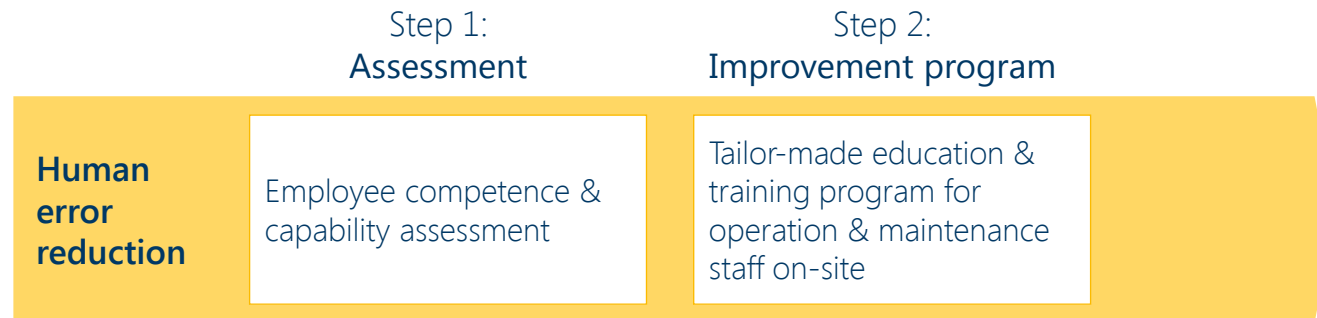 Step 1:
Assessment
Step 2:
Improvement program
Human
error
reduction
Employee competence &
capability assessment
Tailor-made education &
training program for
operation & maintenance
staff on-site